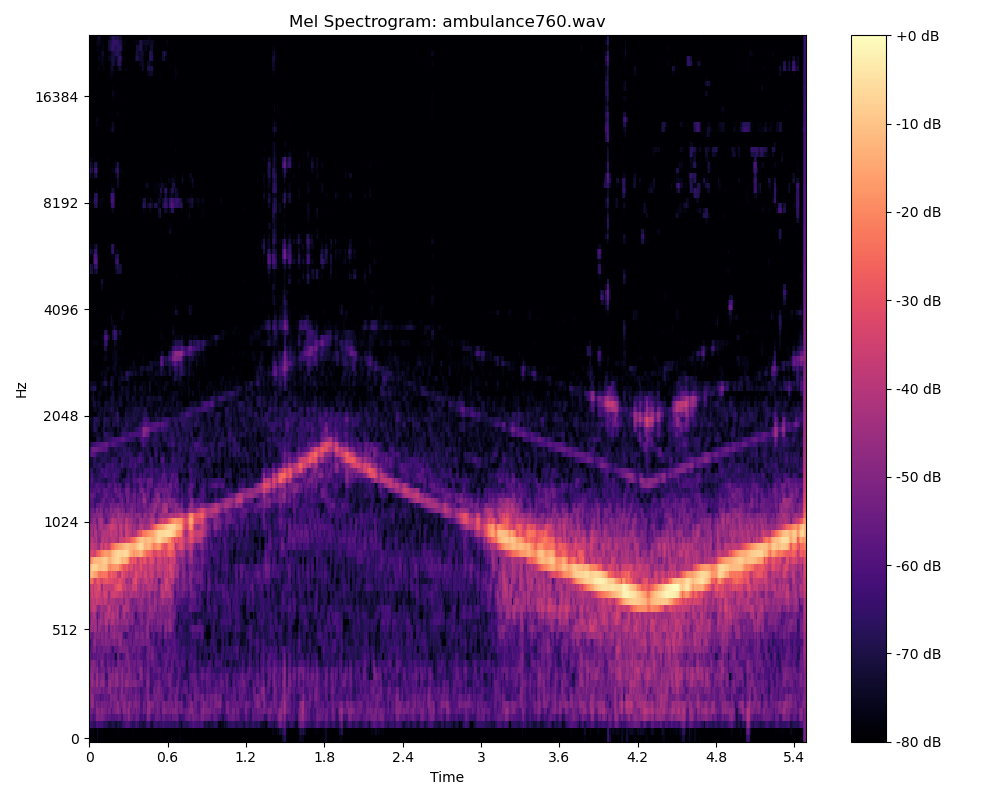 Mel Spectrogram: ambulance760.wav
+0 dB
16384
-10 dB
-20 dB
8192
-30 dB
4096
Hz
-40 dB
2048
-50 dB
1024
-60 dB
512
-70 dB
0
-80 dB
0 0.6 1.2 1.8 2.4 3 3.6 4.2 4.8 5.4
Time